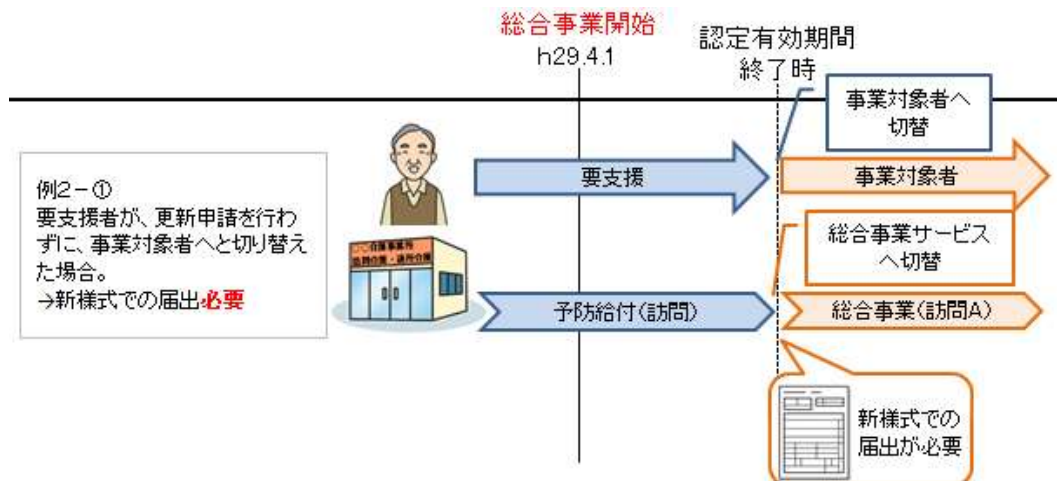 総合事業開始
h29.4.1
認定有効期間
終了時
事業対象者へ
切替
例2-①
要支援者が、更新申請を行わ
ずに、事業対象者へと切り替え
た場合。
→新様式での届出必要
要支援
事業対象者
総合事業サービス
へ切替
予防給付(訪問)
総合事業(訪問A)
新様式での
届出が必要